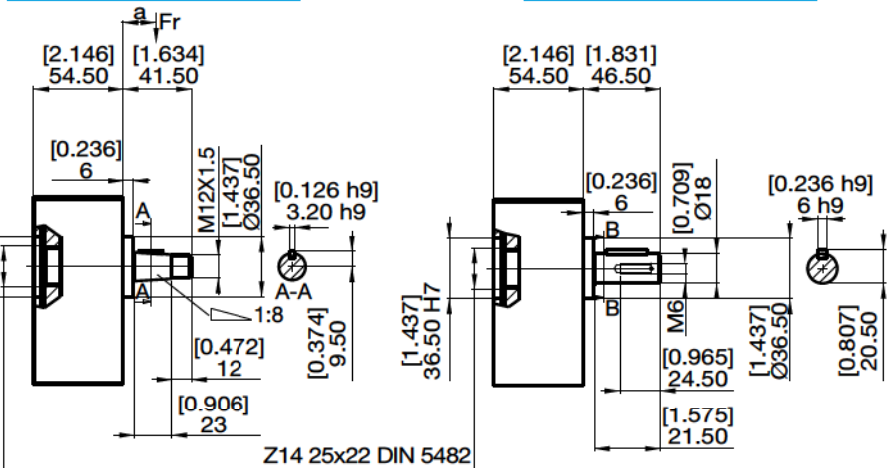 a Fr
[2.146] [1.634]
54.50 41.50
[0.236]
6
A
A
M12X1.5
[1.437]
Ø36.50
[0.126 h9]
3.20 h9
A-A
1:8
[0.374]
9.50
[0.472]
12
[0.906]
23
Z14 25x22 DIN 5482
[2.146] [1.831]
54.50 46.50
[0.236]
6
[0.709]
Ø18
B
B
[1.437]
36.50 H7
M6
[1.437]
Ø36.50
[0.236 h9]
6 h9
[0.807]
20.50
[0.965]
24.50
[1.575]
21.50